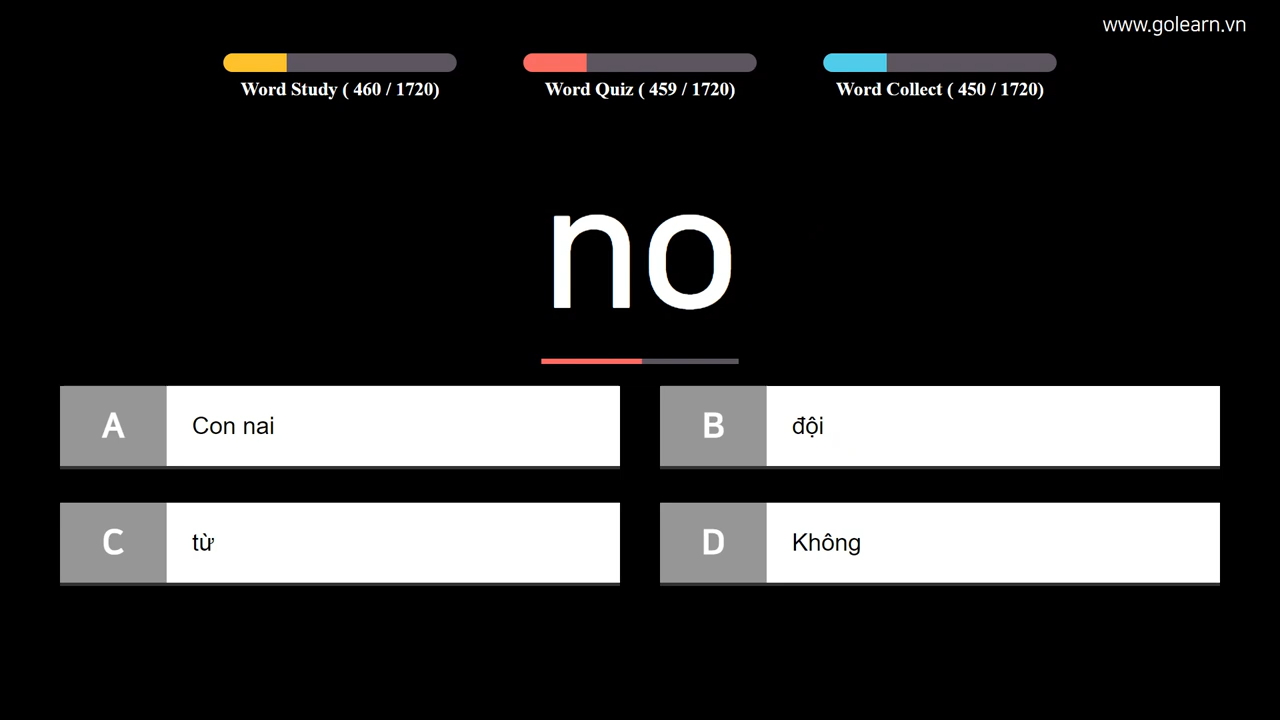 www.golearn.vn
Word Study ( 460 / 1720)
Word Quiz ( 459 / 1720)
Word Collect ( 450 / 1720)
no
A
Con nai
B
đội
C
từ
D
Không